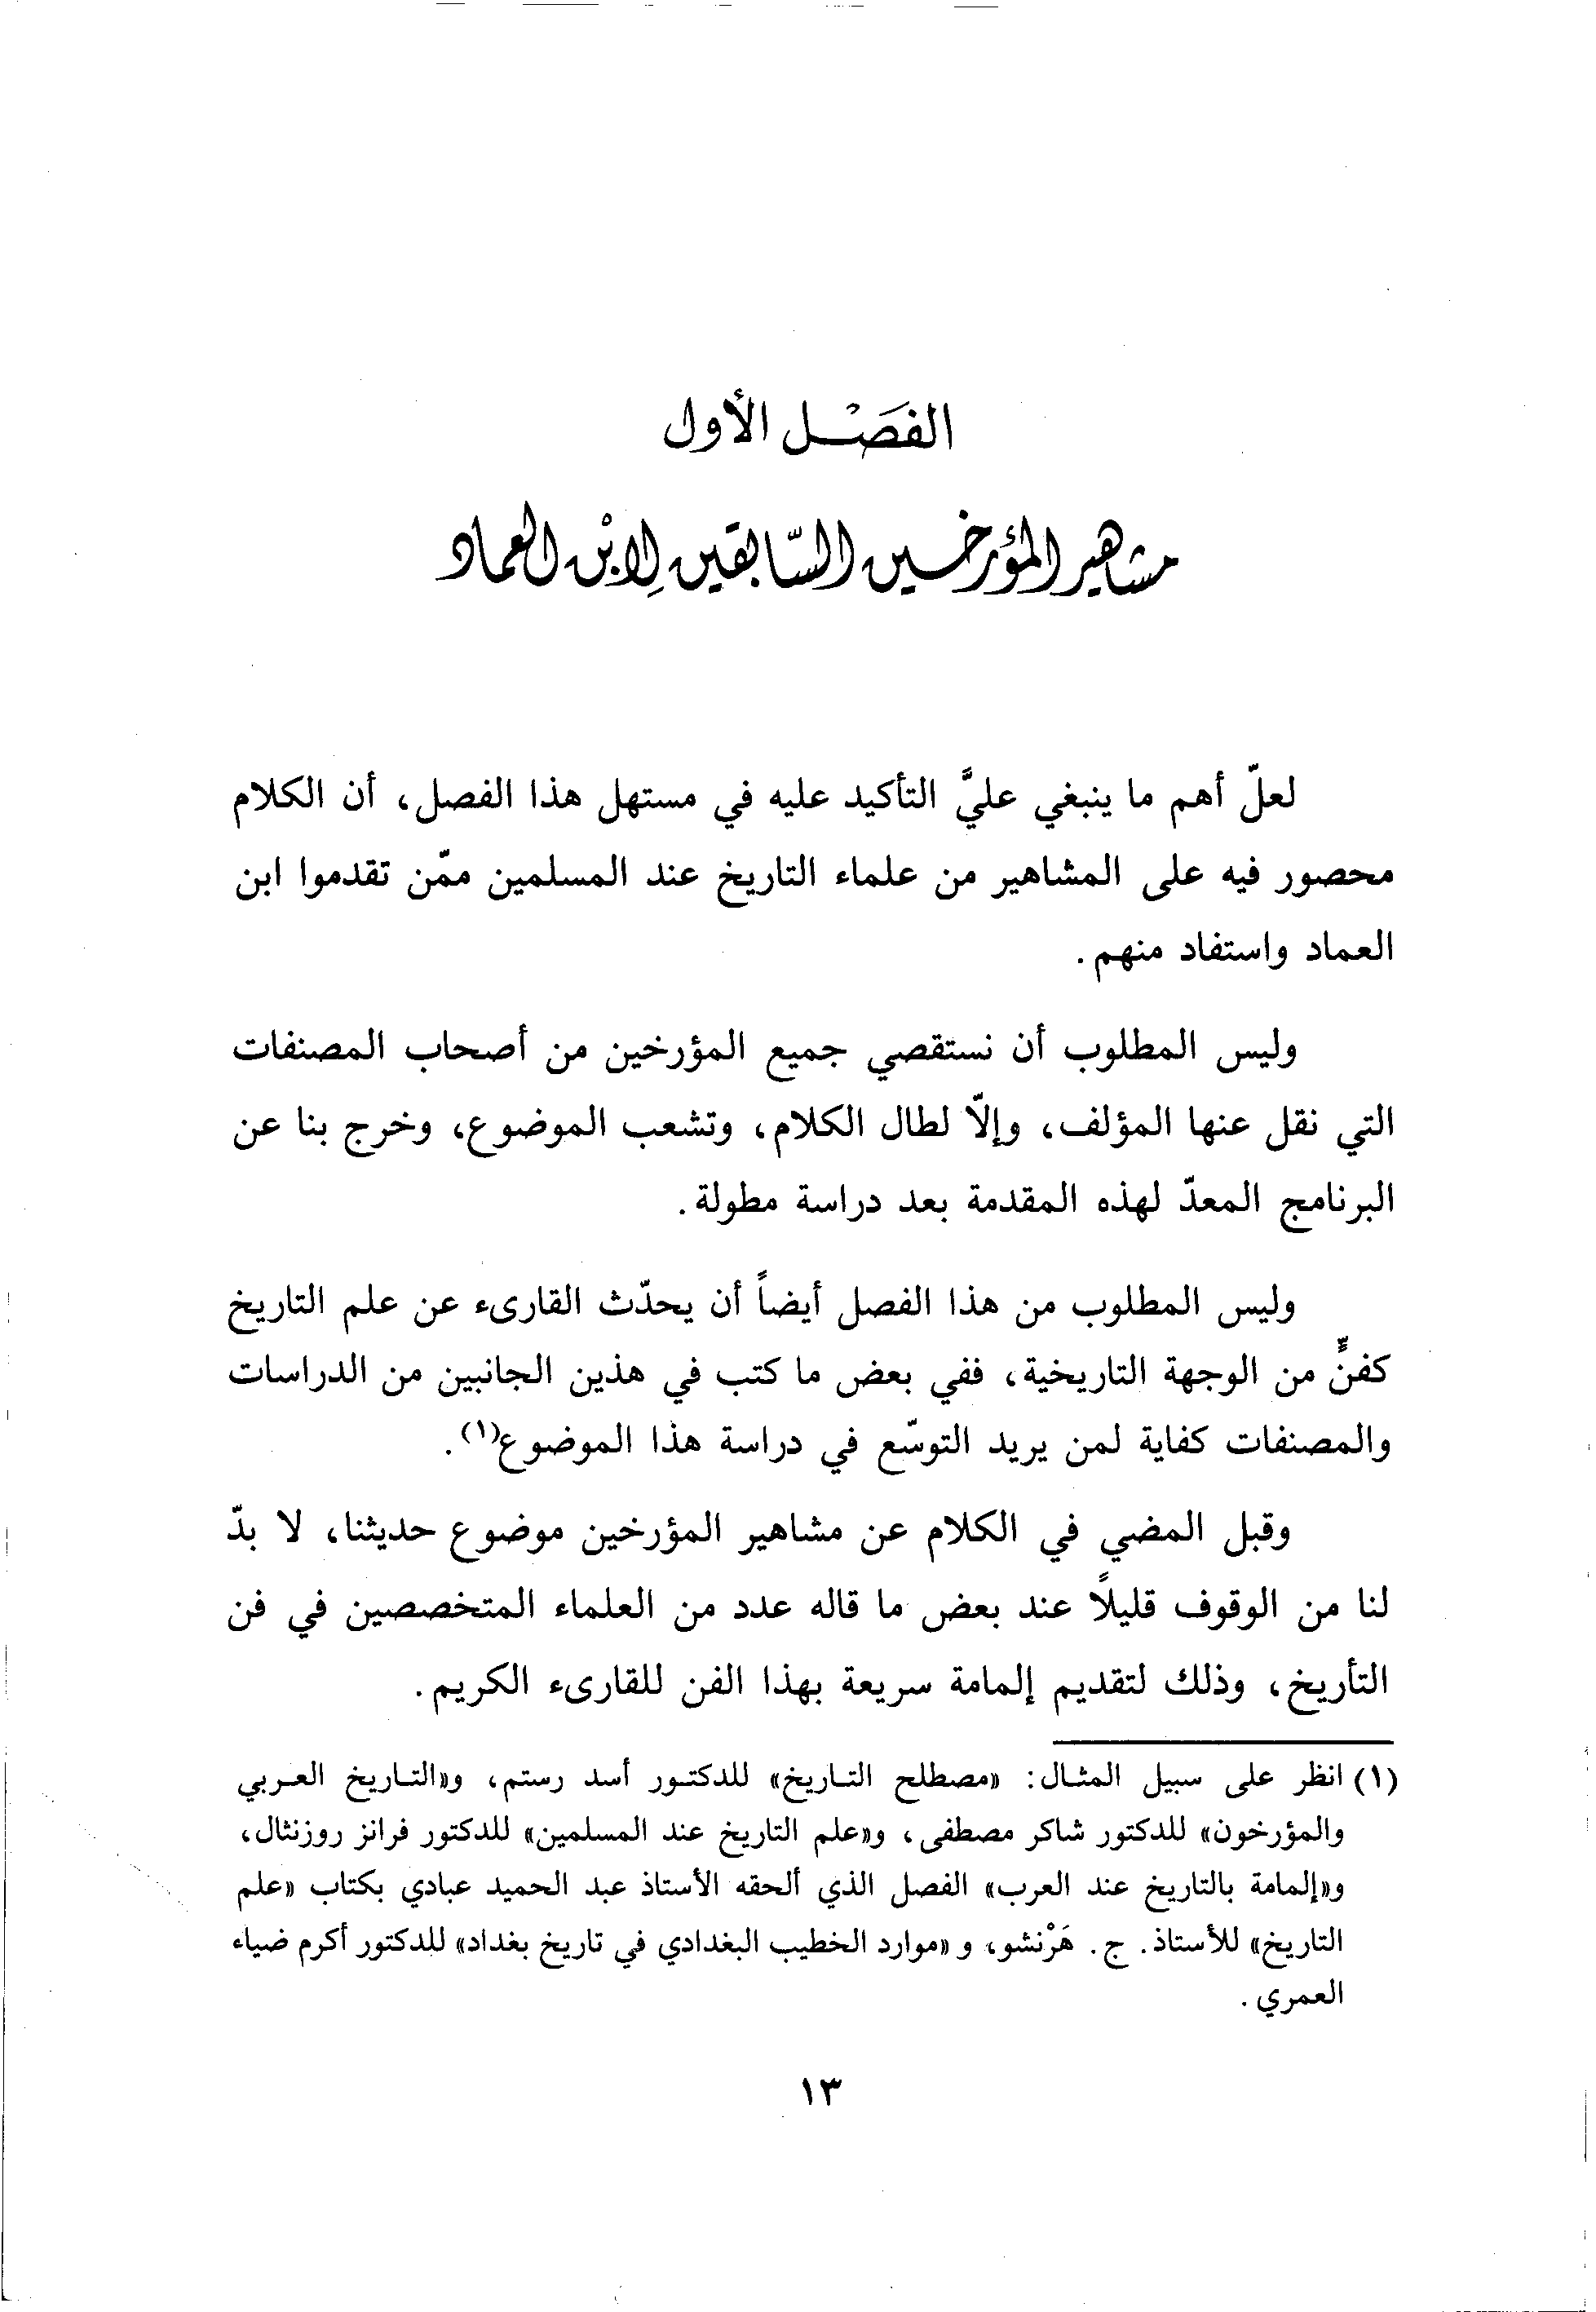 الفَصْل الأول
مشاهير المؤرخين السّابقين لِابْن العماد
لعلّ أهم ما ينبغي عليَّ التأكيد عليه في مستهل هذا الفصل، أن الكلام
محصور فيه على المشاهير من علماء التاريخ عند المسلمين ممّن تقدموا ابن
العماد واستفاد منهم.
وليس المطلوب أن نستقصي جميع المؤرخين من أصحاب المصنفات
التي نقل عنها المؤلف، وإلّا لطال الكلام، وتشعب الموضوع، وخرج بنا عن
البرنامج المعدّ لهذه المقدمة بعد دراسة مطولة.
وليس المطلوب من هذا الفصل أيضاً أن يحدّث القارىء عن علم التاريخ
كفنٍّ من الوجهة التاريخية، ففي بعض ما كتب في هذين الجانبين من الدراسات
والمصنفات كفاية لمن يريد التوسّع في دراسة هذا الموضوع(١).
وقبل المضي في الكلام عن مشاهير المؤرخين موضوع حديثنا، لا بدّ
لنا من الوقوف قليلاً عند بعض ما قاله عدد من العلماء المتخصصين في فن
التأريخ، وذلك لتقديم إلمامة سريعة بهذا الفن للقارىء الكريم.
(١) انظر على سبيل المثال: «مصطلح التاريخ» للدكتور أسد رستم، و«التاريخ العربي
والمؤرخون» للدكتور شاكر مصطفى، و«علم التاريخ عند المسلمين» للدكتور فرانز روزنثال،
و«إلمامة بالتاريخ عند العرب» الفصل الذي ألحقه الأستاذ عبد الحميد عبادي بكتاب «علم
التاريخ» للأستاذ. ج. هَرْنشو، و «موارد الخطيب البغدادي في تاريخ بغداد» للدكتور أكرم ضياء
العمري.
١٣